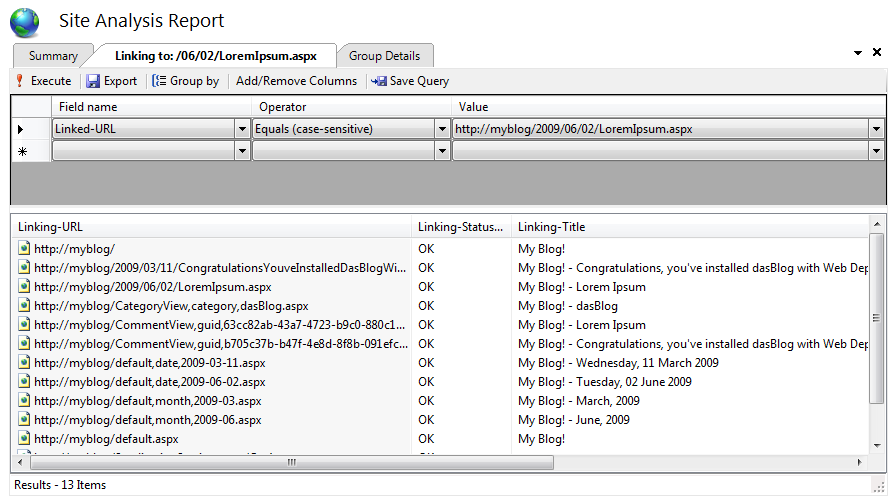 Site Analysis Report
Summary Linking to: /06/02/LoremIpsum.aspx Group Details
Execute Export Group by Add/Remove Columns Save Query
Field name Operator Value
Linked-URL Equals (case-sensitive) http://myblog/2009/06/02/LoremIpsum.aspx
Linking-URL Linking-Status... Linking-Title
http://myblog/ OK My Blog!
http://myblog/2009/03/11/CongratulationsYouveInstalledDasBlogWi... OK My Blog! - Congratulations, you've installed dasBlog with Web Dep
http://myblog/2009/06/02/LoremIpsum.aspx OK My Blog! - Lorem Ipsum
http://myblog/CategoryView,category,dasBlog.aspx OK My Blog! - dasBlog
http://myblog/CommentView,guid,63cc82ab-43a7-4723-b9c0-880c1... OK My Blog! - Lorem Ipsum
http://myblog/CommentView,guid,b705c37b-b47f-4e8d-8f8b-091efc... OK My Blog! - Congratulations, you've installed dasBlog with Web Dep
http://myblog/default,date,2009-03-11.aspx OK My Blog! - Wednesday, 11 March 2009
http://myblog/default,date,2009-06-02.aspx OK My Blog! - Tuesday, 02 June 2009
http://myblog/default,month,2009-03.aspx OK My Blog! - March, 2009
http://myblog/default,month,2009-06.aspx OK My Blog! - June, 2009
http://myblog/default.aspx OK My Blog!
Results - 13 Items